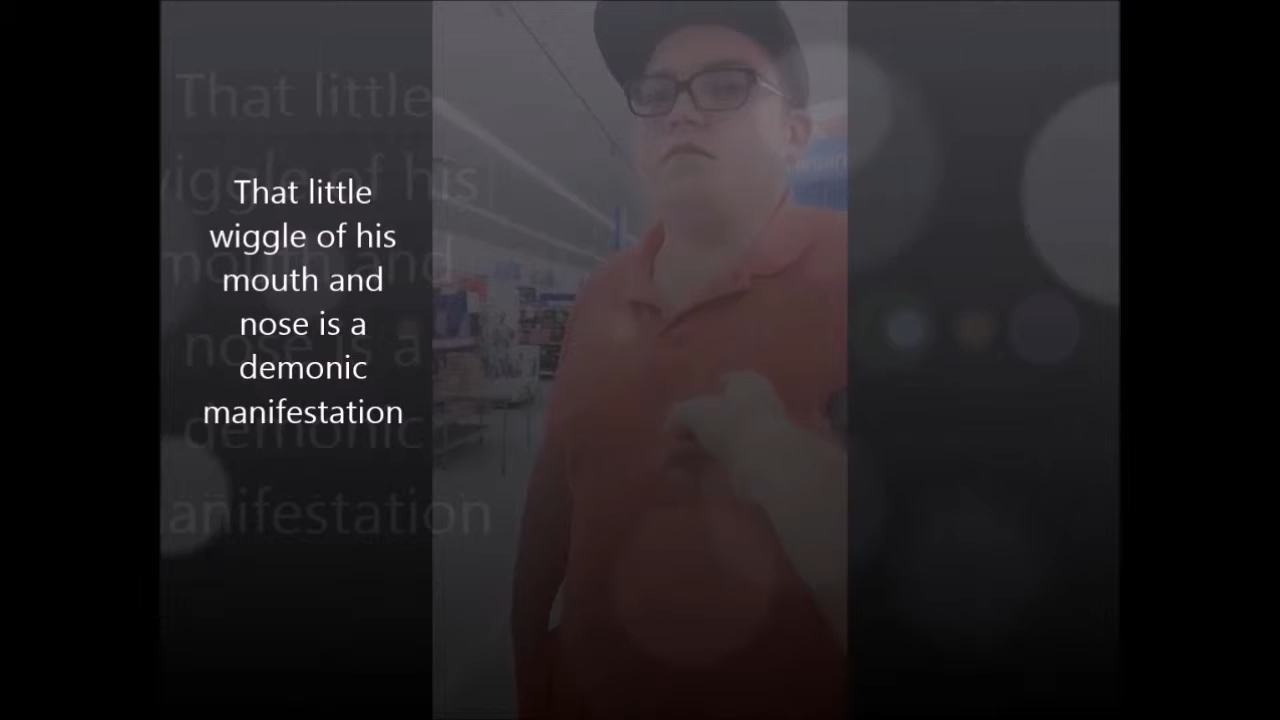 That little
wiggle of his
mouth and
nose is a
demonic
manifestation